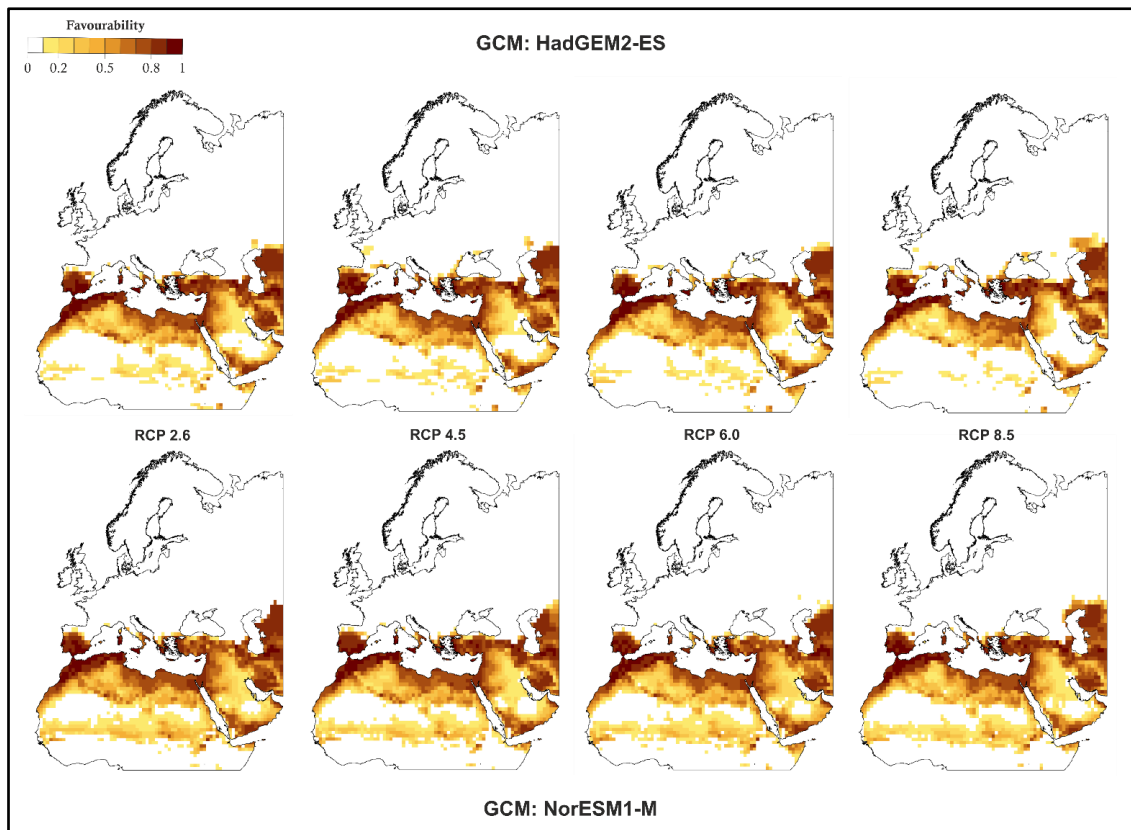 Favourability
0 0.2 0.5 0.8 1
GCM: HadGEM2-ES
RCP 2.6 RCP 4.5 RCP 6.0 RCP 8.5
GCM: NorESM1-M